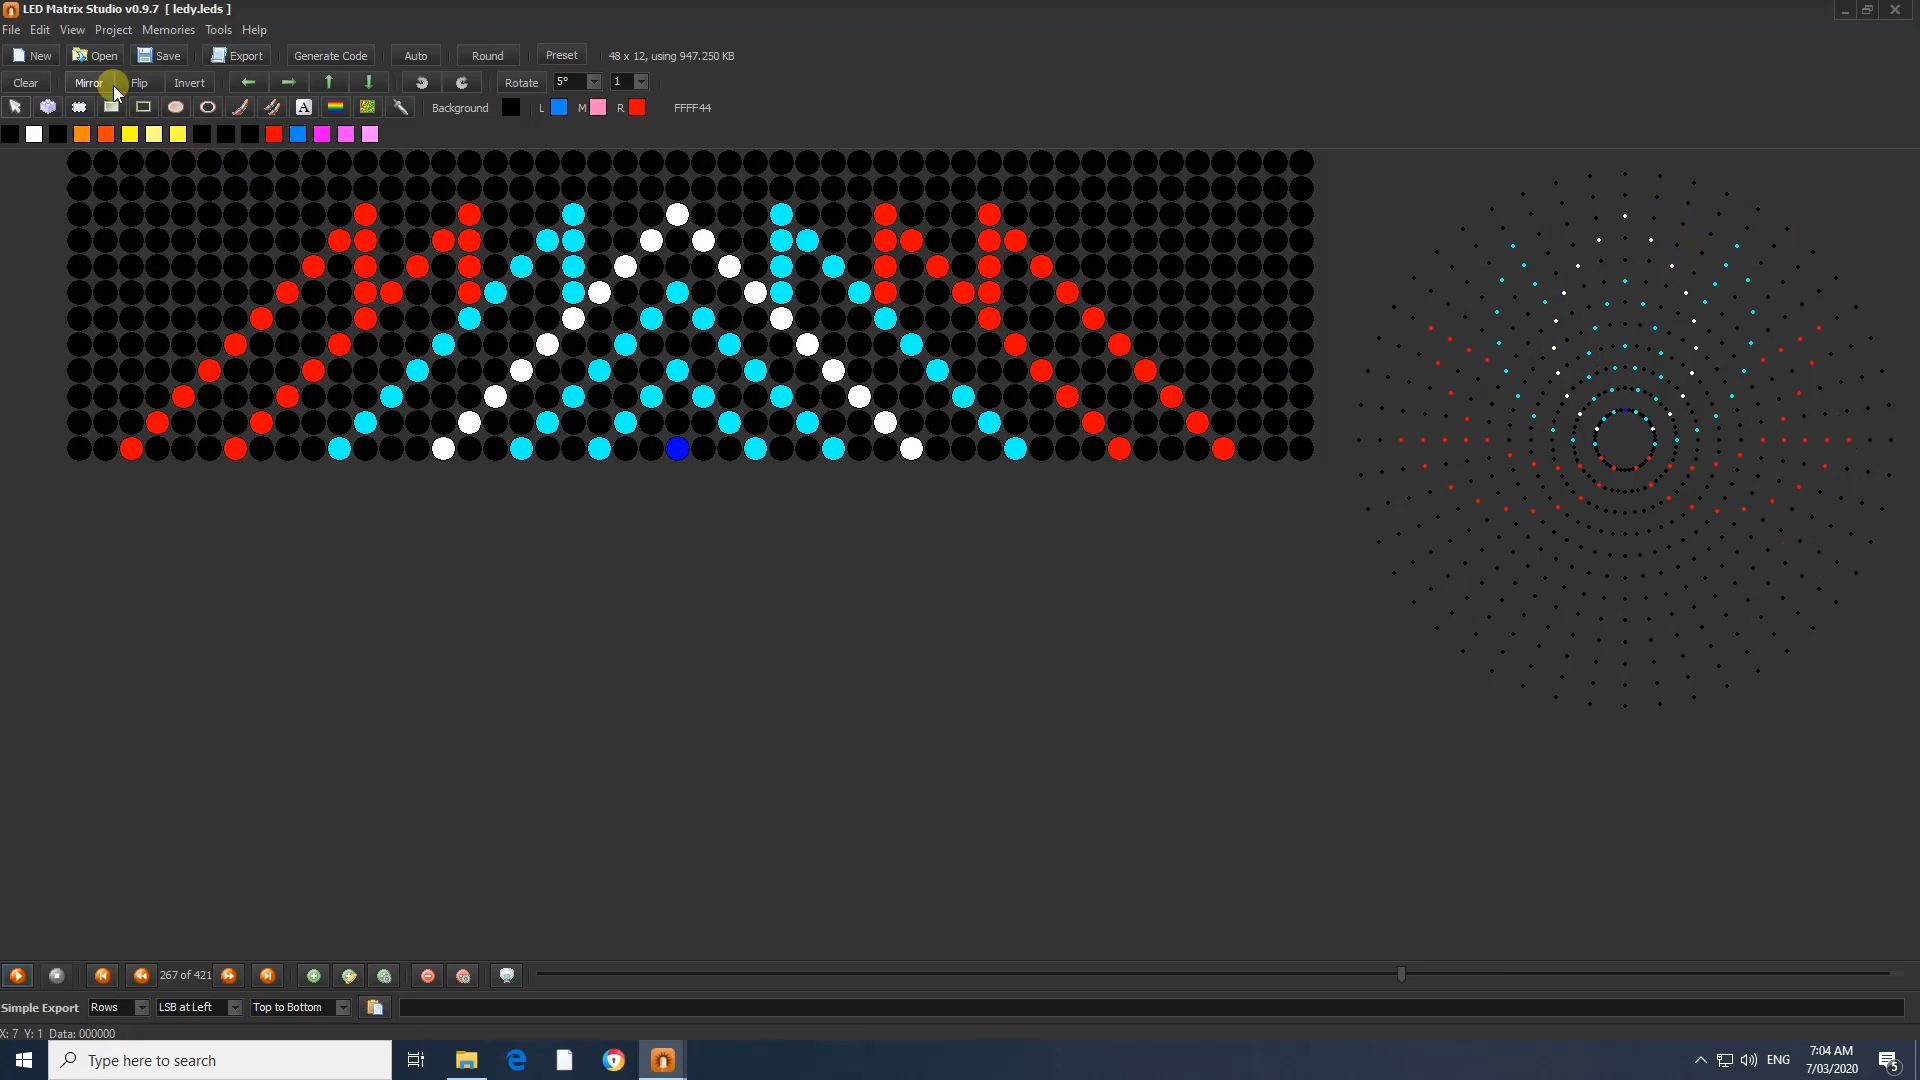 LED Matrix Studio v0.9.7 [ ledy.leds ]
File Edit View Project Memories Tools Help
New Open Save Export Generate Code Auto Round Preset 48 x 12, using 947.250 KB
Clear Mirror Flip Invert Rotate 5° 1
A Background L M R FFFF44
267 of 421
Simple Export Rows LSB at Left Top to Bottom
X: 7 Y: 1 Data: 000000
Type here to search ENG 7:04 AM
7/03/2020 5